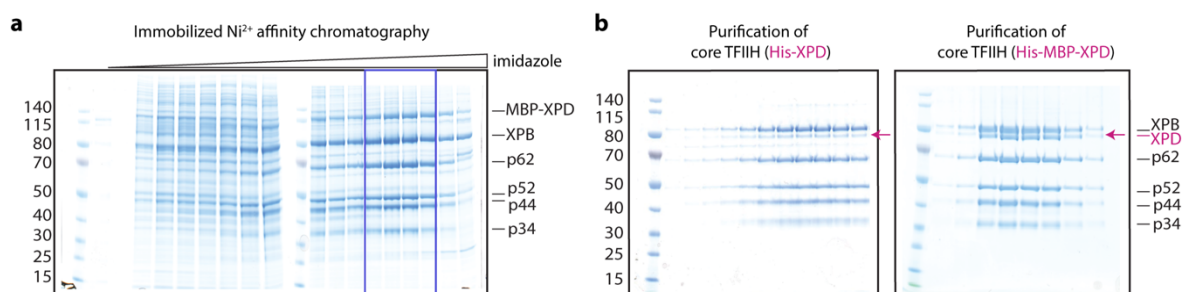 a
Immobilized Ni²⁺ affinity chromatography
imidazole
140
115
80
70
50
40
30
25
15
MBP-XPD
XPB
p62
p52
p44
p34
b
Purification of
core TFIIH (His-XPD)
140
115
80
70
50
40
30
25
15
Purification of
core TFIIH (His-MBP-XPD)
XPB
XPD
p62
p52
p44
p34